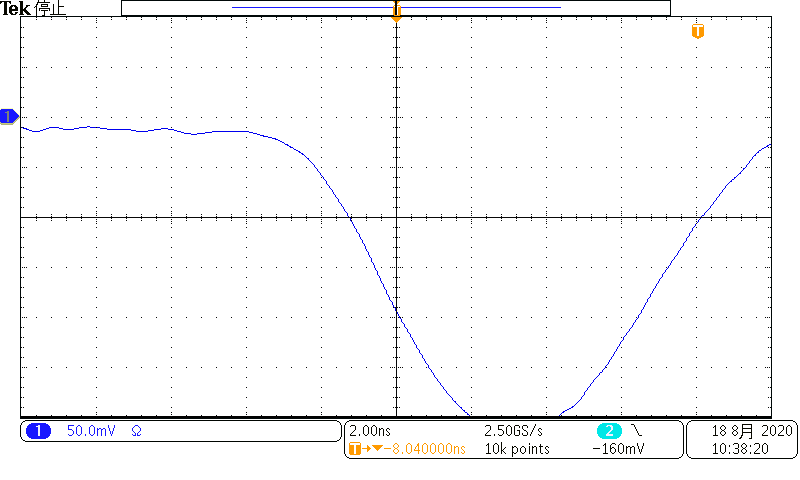 Tek 停止
T
T
1
1 50.0mV Ω
2.00ns 2.50GS/s 2 ㄟ
T→▼-8.040000ns 10k points -160mV
18 8月 2020
10:38:20